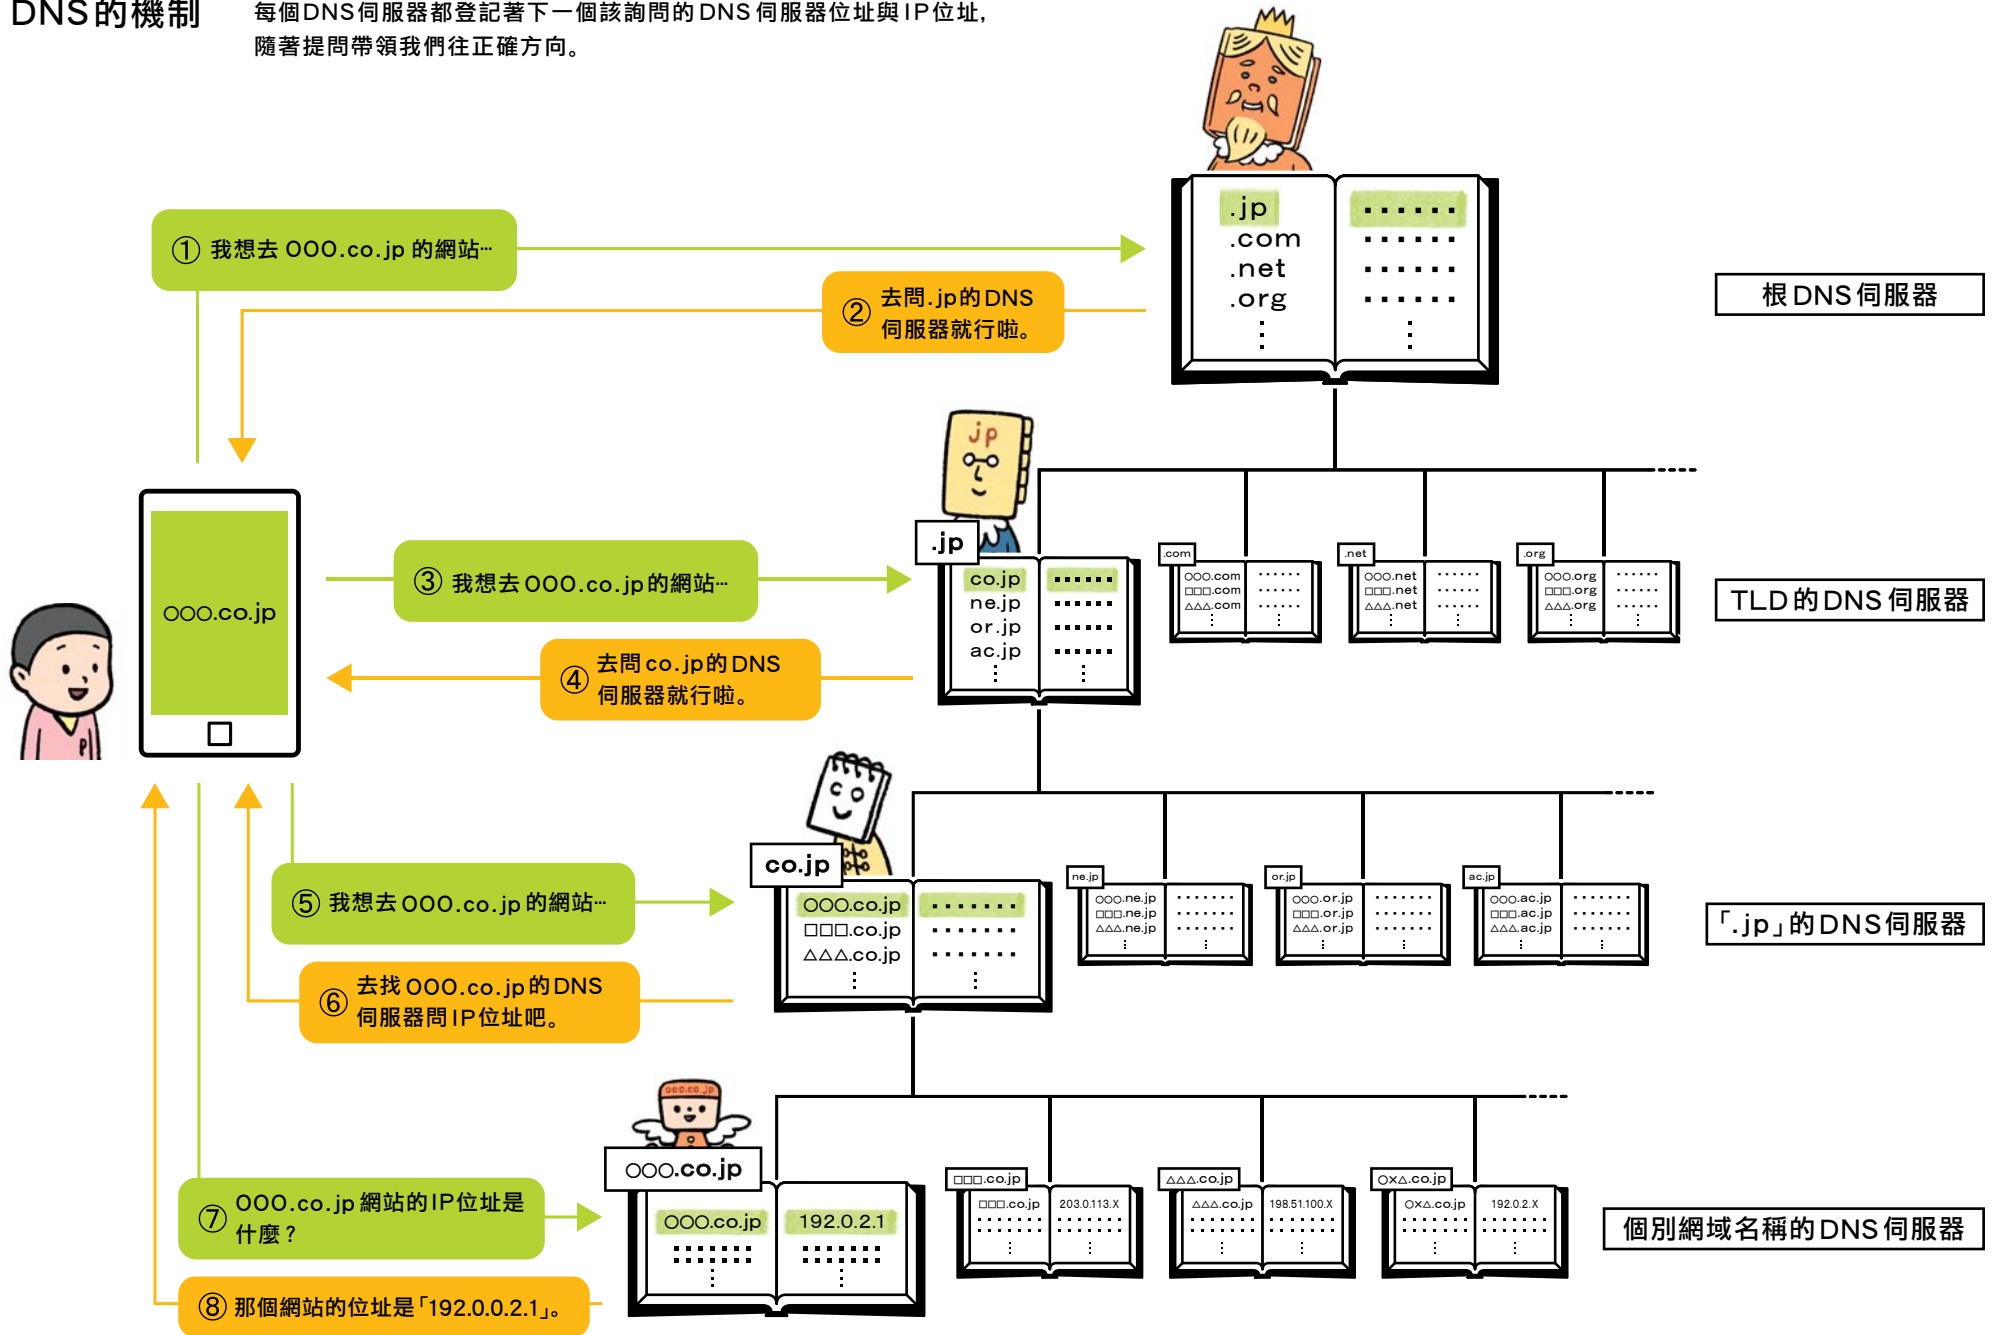 DNS的機制
每個DNS伺服器都登記著下一個該詢問的DNS伺服器位址與IP位址,
隨著提問帶領我們往正確方向。
① 我想去 OOO.co.jp 的網站…
② 去問.jp的DNS
伺服器就行啦。
.jp ......
.com ......
.net ......
.org ......
根DNS伺服器
○○○.co.jp
③ 我想去OOO.co.jp的網站…
④ 去問co.jp的DNS
伺服器就行啦。
jp
.jp
co.jp ......
ne.jp ......
or.jp ......
ac.jp ......
.com
○○○.com ......
□□□.com ......
△△△.com ......
.net
○○○.net ......
□□□.net ......
△△△.net ......
.org
○○○.org ......
□□□.org ......
△△△.org ......
TLD的DNS伺服器
⑤ 我想去OOO.co.jp的網站…
⑥ 去找OOO.co.jp的DNS
伺服器問IP位址吧。
co
co.jp
○○○.co.jp .......
□□□.co.jp .......
△△△.co.jp .......
ne.jp
○○○.ne.jp .......
□□□.ne.jp .......
△△△.ne.jp .......
or.jp
○○○.or.jp .......
□□□.or.jp .......
△△△.or.jp .......
ac.jp
○○○.ac.jp .......
□□□.ac.jp .......
△△△.ac.jp .......
「.jp」的DNS伺服器
⑦ OOO.co.jp網站的IP位址是
什麼?
⑧ 那個網站的位址是「192.0.0.2.1」。
ooo.co.jp
○○○.co.jp
○○○.co.jp 192.0.2.1
□□□.co.jp
□□□.co.jp 203.0.113.X
△△△.co.jp
△△△.co.jp 198.51.100.X
○×△.co.jp
○×△.co.jp 192.0.2.X
個別網域名稱的DNS伺服器